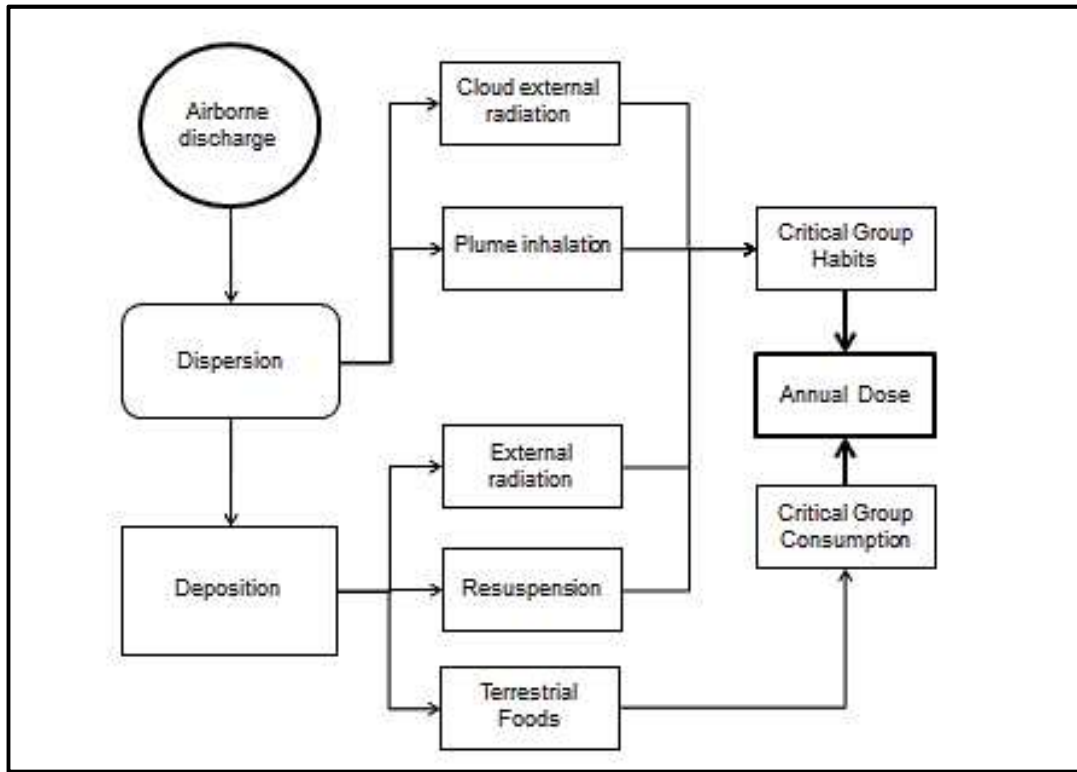 Airborne
discharge
Cloud external
radiation
Plume inhalation
Critical Group
Habits
Dispersion
Annual Dose
External
radiation
Critical Group
Consumption
Deposition
Resuspension
Terrestrial
Foods